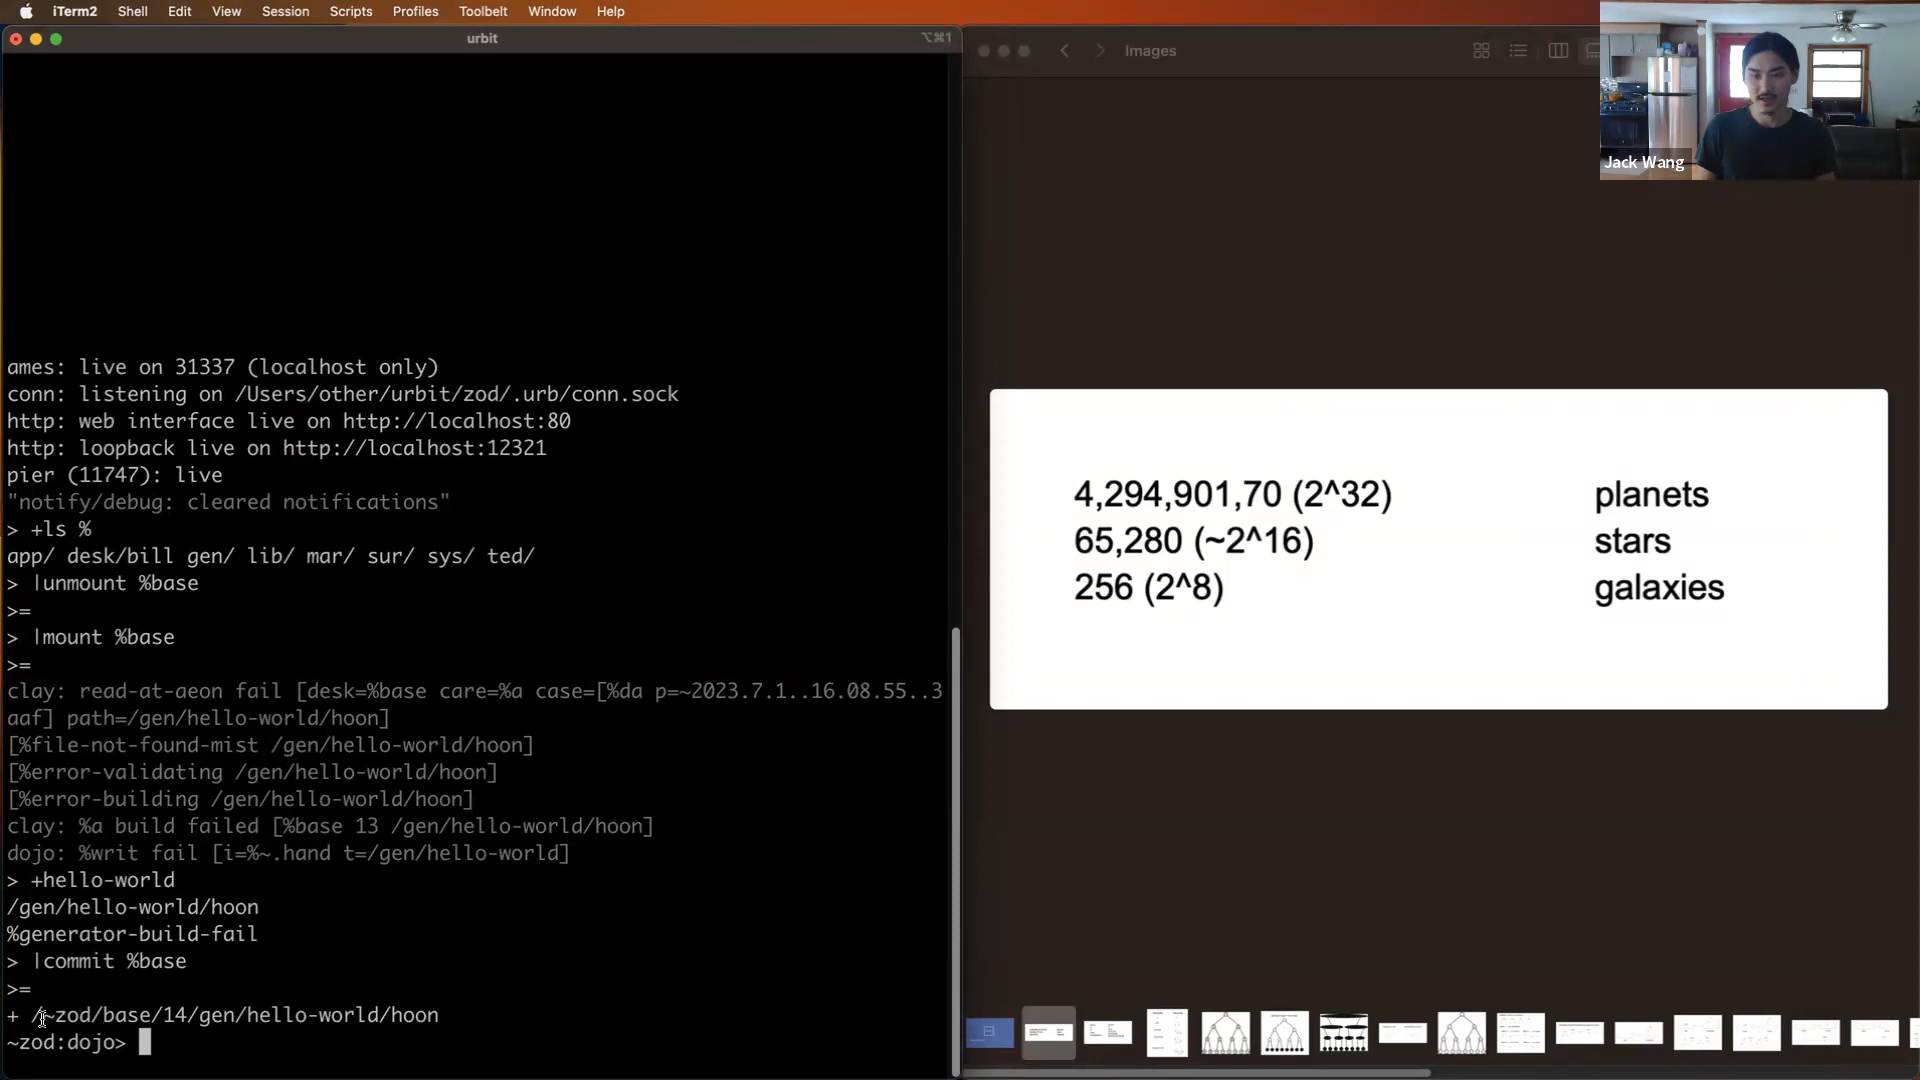 iTerm2 Shell Edit View Session Scripts Profiles Toolbelt Window Help
urbit
⌥⌘1
Images
Jack Wang
ames: live on 31337 (localhost only)
conn: listening on /Users/other/urbit/zod/.urb/conn.sock
http: web interface live on http://localhost:80
http: loopback live on http://localhost:12321
pier (11747): live
"notify/debug: cleared notifications"
> +ls %
app/ desk/bill gen/ lib/ mar/ sur/ sys/ ted/
> |unmount %base
>=
> |mount %base
>=
clay: read-at-aeon fail [desk=%base care=%a case=[%da p=~2023.7.1..16.08.55..3
aaf] path=/gen/hello-world/hoon]
[%file-not-found-mist /gen/hello-world/hoon]
[%error-validating /gen/hello-world/hoon]
[%error-building /gen/hello-world/hoon]
clay: %a build failed [%base 13 /gen/hello-world/hoon]
dojo: %writ fail [i=%~.hand t=/gen/hello-world]
> +hello-world
/gen/hello-world/hoon
%generator-build-fail
> |commit %base
>=
+ /~zod/base/14/gen/hello-world/hoon
~zod:dojo>
4,294,901,70 (2^32) planets
65,280 (~2^16) stars
256 (2^8) galaxies